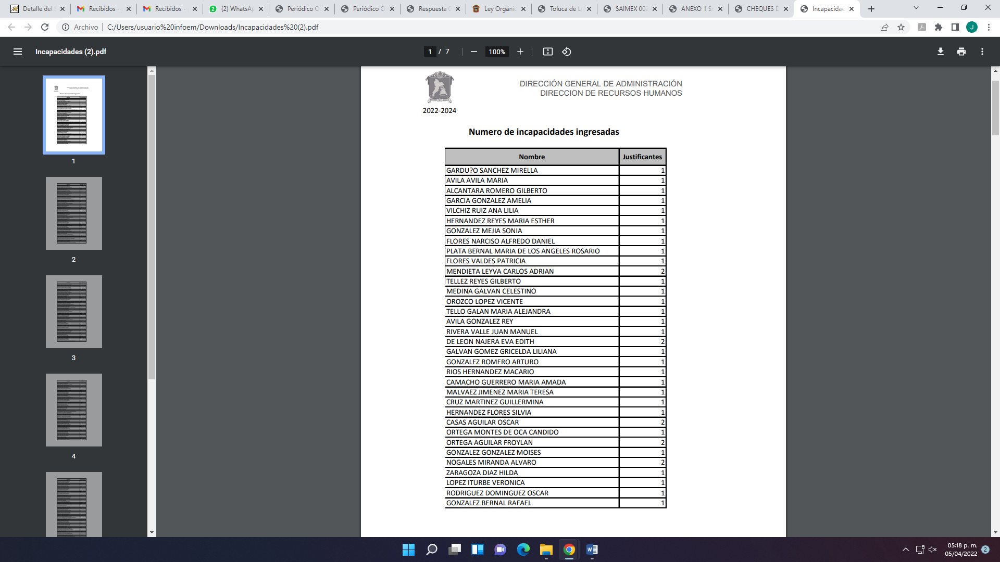 Detalle del S
Recibidos -
Recibidos -
(2) WhatsAp
Periódico O
Periódico O
Respuesta O
Ley Orgánic
Toluca de L
SAIMEX 002
ANEXO 1 So
CHEQUES D
Incapacidad
Archivo C:/Users/usuario%20infoem/Downloads/Incapacidades%20(2).pdf
J
Incapacidades (2).pdf
1 / 7
100%
1
2
3
4
DIRECCIÓN GENERAL DE ADMINISTRACIÓN
DIRECCION DE RECURSOS HUMANOS
2022-2024
Numero de incapacidades ingresadas
Nombre Justificantes
GARDU?O SANCHEZ MIRELLA 1
AVILA AVILA MARIA 1
ALCANTARA ROMERO GILBERTO 1
GARCIA GONZALEZ AMELIA 1
VILCHIZ RUIZ ANA LILIA 1
HERNANDEZ REYES MARIA ESTHER 1
GONZALEZ MEJIA SONIA 1
FLORES NARCISO ALFREDO DANIEL 1
PLATA BERNAL MARIA DE LOS ANGELES ROSARIO 1
FLORES VALDES PATRICIA 1
MENDIETA LEYVA CARLOS ADRIAN 2
TELLEZ REYES GILBERTO 1
MEDINA GALVAN CELESTINO 1
OROZCO LOPEZ VICENTE 1
TELLO GALAN MARIA ALEJANDRA 1
AVILA GONZALEZ REY 1
RIVERA VALLE JUAN MANUEL 1
DE LEON NAJERA EVA EDITH 2
GALVAN GOMEZ GRICELDA LILIANA 1
GONZALEZ ROMERO ARTURO 1
RIOS HERNANDEZ MACARIO 1
CAMACHO GUERRERO MARIA AMADA 1
MALVAEZ JIMENEZ MARIA TERESA 1
CRUZ MARTINEZ GUILLERMINA 1
HERNANDEZ FLORES SILVIA 1
CASAS AGUILAR OSCAR 2
ORTEGA MONTES DE OCA CANDIDO 1
ORTEGA AGUILAR FROYLAN 2
GONZALEZ GONZALEZ MOISES 1
NOGALES MIRANDA ALVARO 2
ZARAGOZA DIAZ HILDA 1
LOPEZ ITURBE VERONICA 1
RODRIGUEZ DOMINGUEZ OSCAR 1
GONZALEZ BERNAL RAFAEL 1
05:18 p. m.
05/04/2022
2